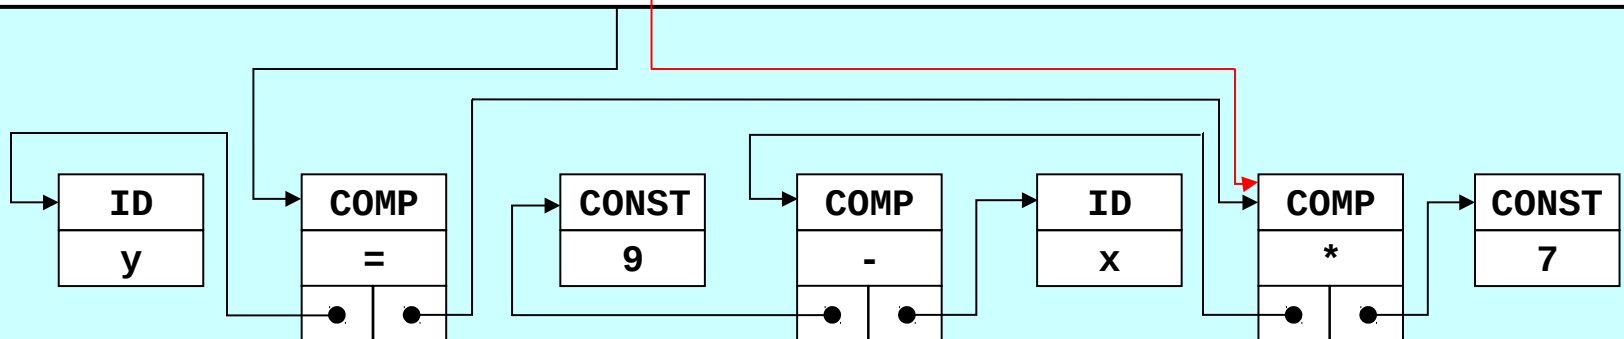 ID COMP CONST COMP ID COMP CONST
y = 9 - x * 7